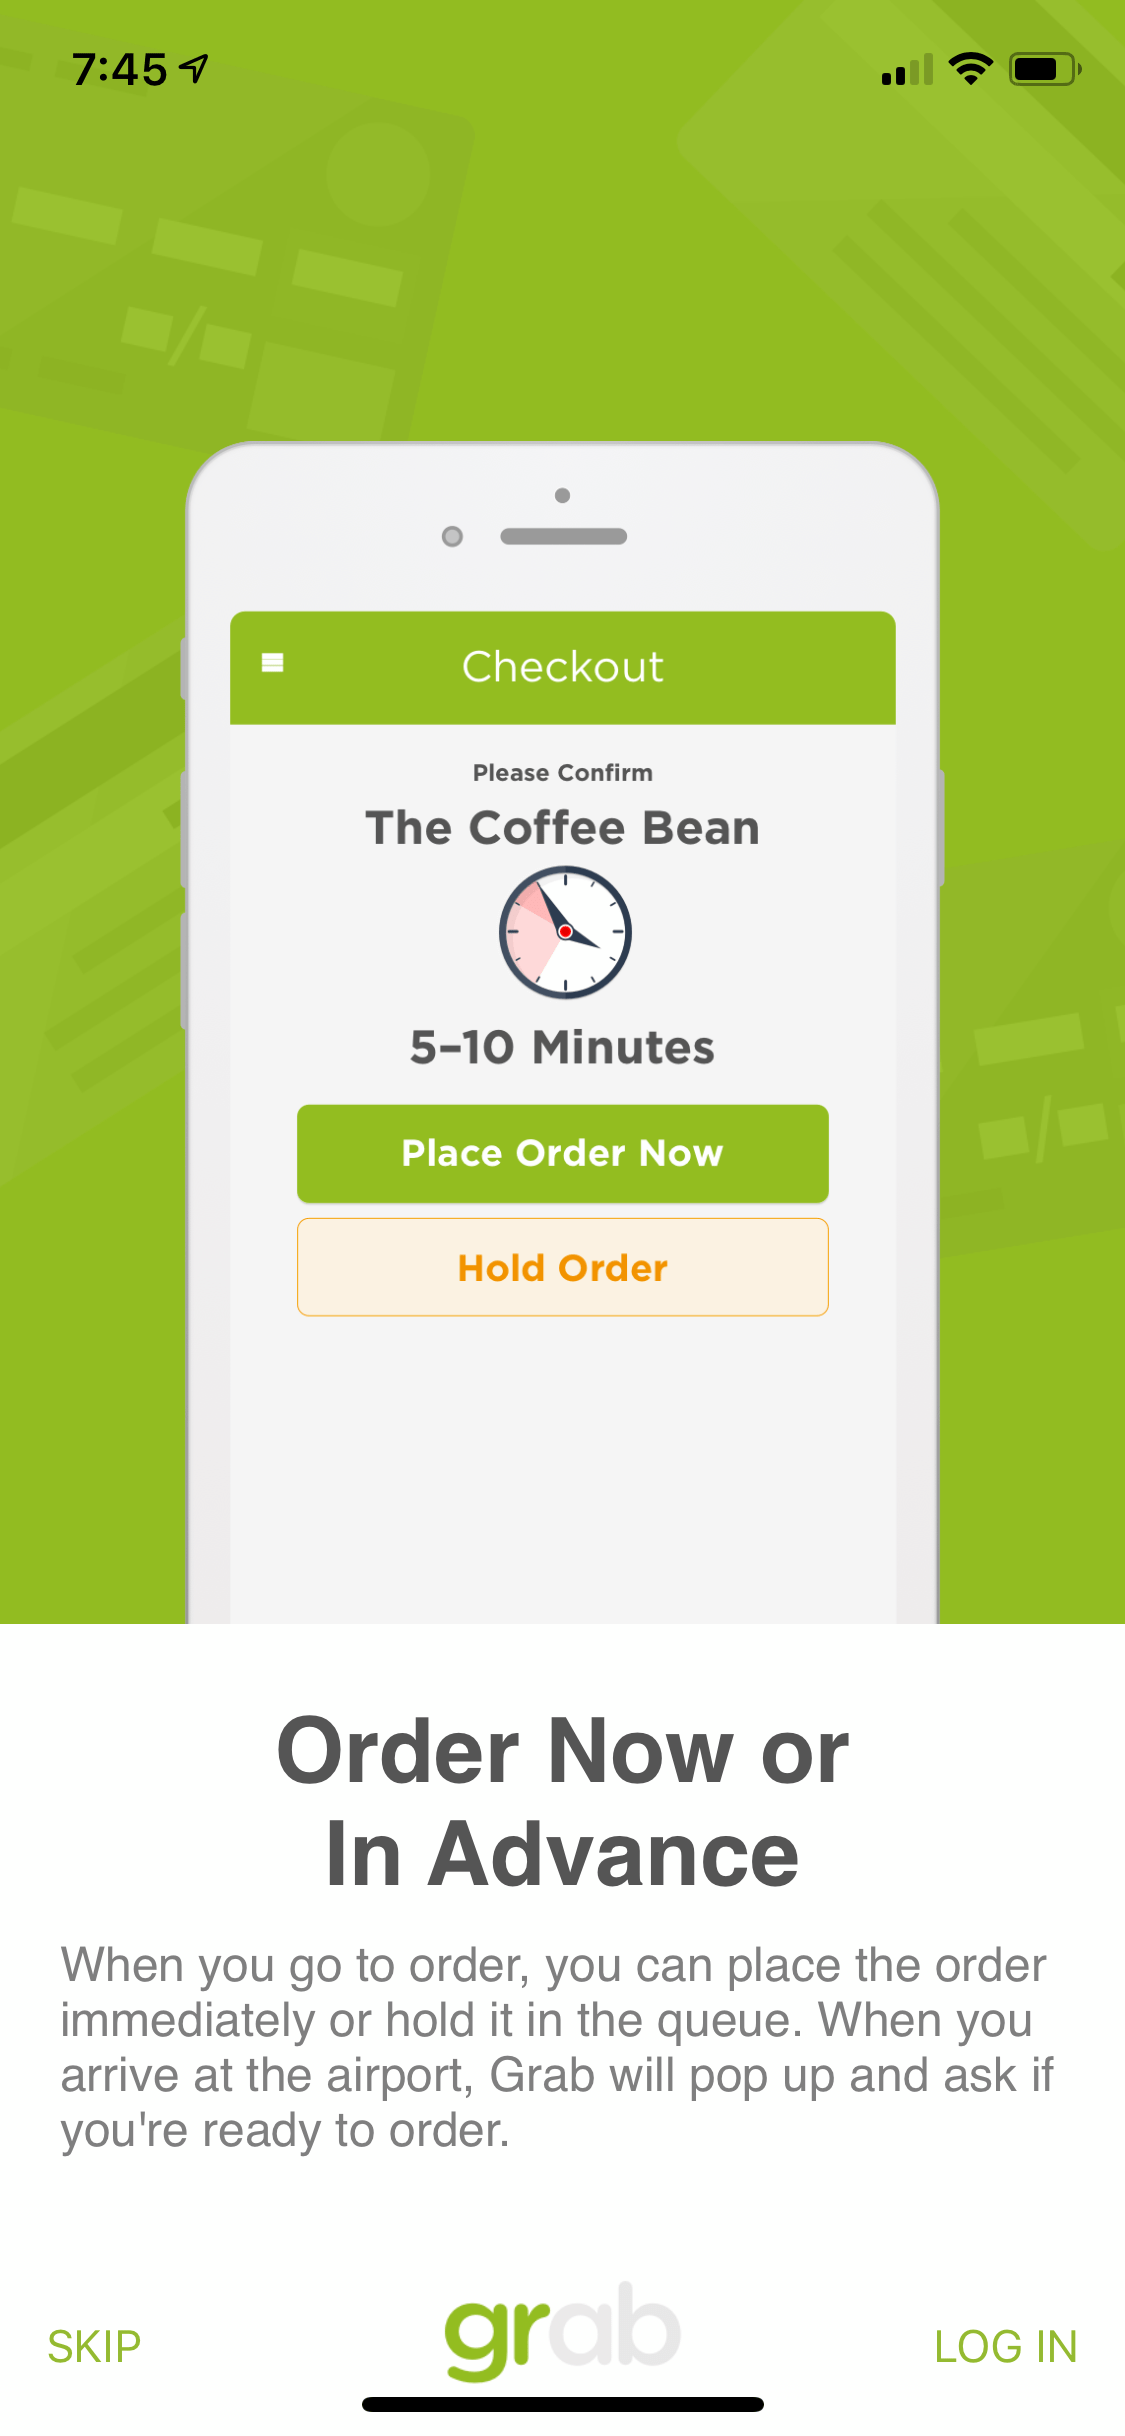 7:45
Checkout
Please Confirm
The Coffee Bean
5-10 Minutes
Place Order Now
Hold Order
Order Now or
In Advance
When you go to order, you can place the order
immediately or hold it in the queue. When you
arrive at the airport, Grab will pop up and ask if
you're ready to order.
SKIP
grab
LOG IN